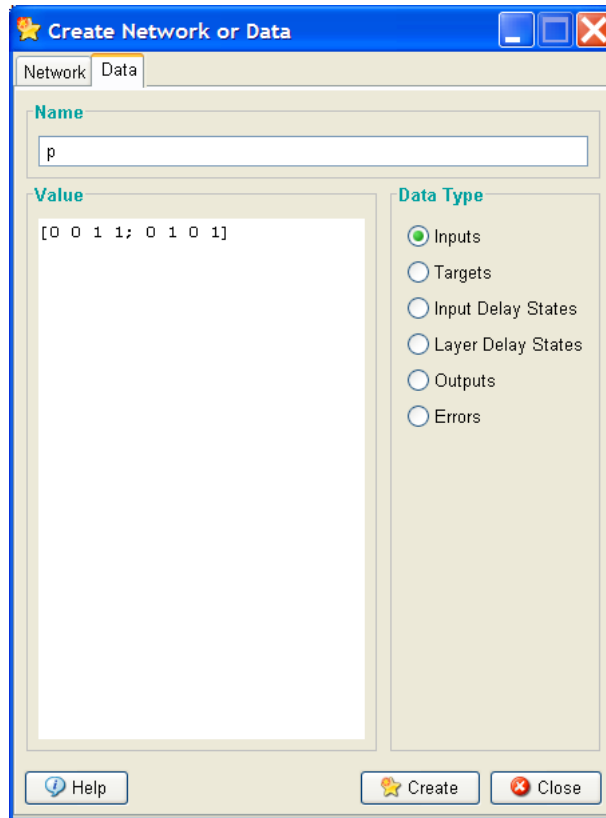 Create Network or Data
Network Data
Name
p
Value
[0 0 1 1; 0 1 0 1]
Data Type
Inputs
Targets
Input Delay States
Layer Delay States
Outputs
Errors
Help
Create
Close